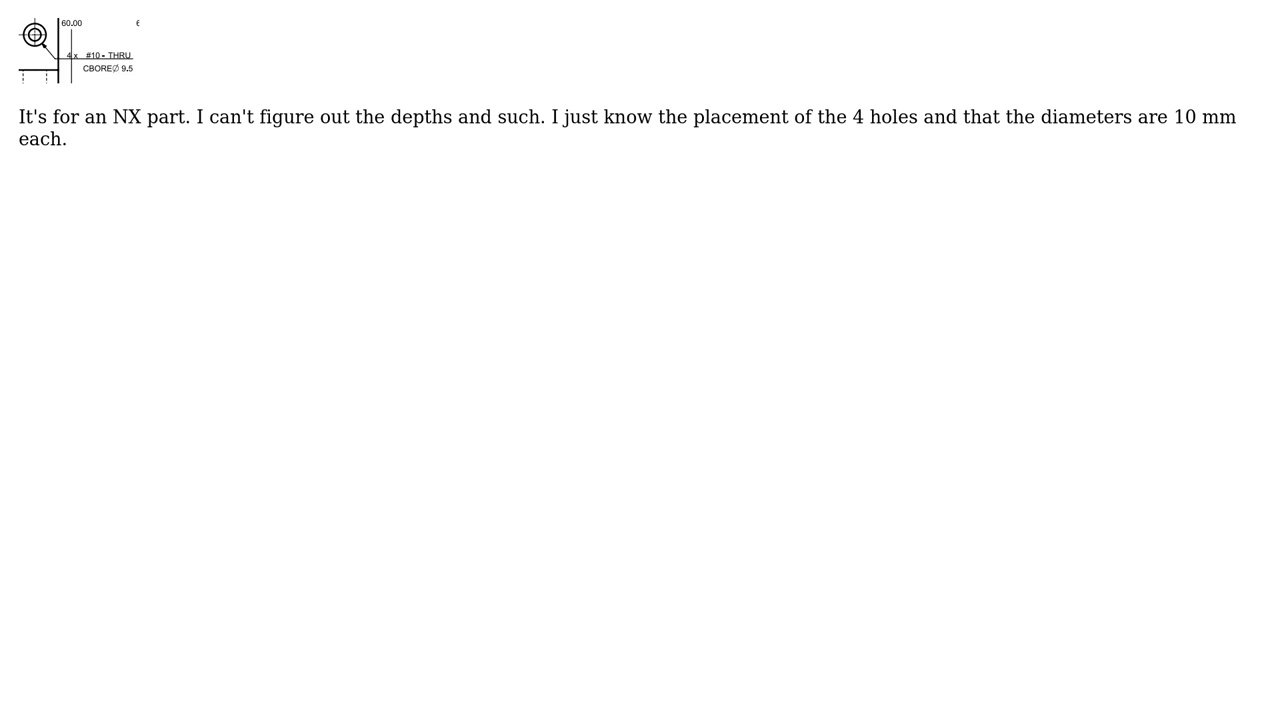 60.00
4 x #10 - THRU
CBORE∅ 9.5
It's for an NX part. I can't figure out the depths and such. I just know the placement of the 4 holes and that the diameters are 10 mm
each.